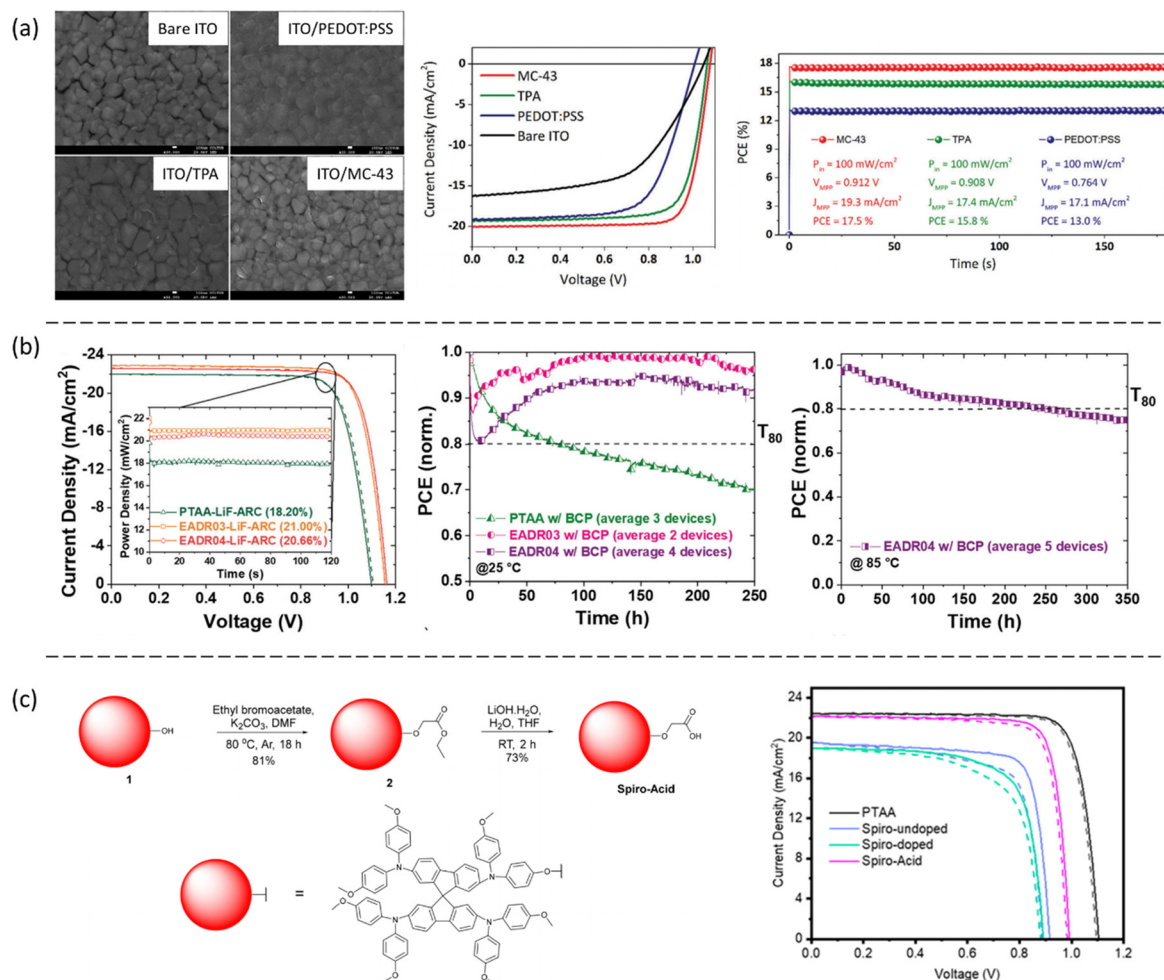 (a)
Bare ITO
ITO/PEDOT:PSS
ITO/TPA
ITO/MC-43
Current Density (mA/cm²)
0
-5
-10
-15
-20
MC-43
TPA
PEDOT:PSS
Bare ITO
0.0 0.2 0.4 0.6 0.8 1.0
Voltage (V)
PCE (%)
18
15
12
9
6
3
0
MC-43
P_in = 100 mW/cm²
V_MPP = 0.912 V
J_MPP = 19.3 mA/cm²
PCE = 17.5 %
TPA
P_in = 100 mW/cm²
V_MPP = 0.908 V
J_MPP = 17.4 mA/cm²
PCE = 15.8 %
PEDOT:PSS
P_in = 100 mW/cm²
V_MPP = 0.764 V
J_MPP = 17.1 mA/cm²
PCE = 13.0 %
0 50 100 150
Time (s)
(b)
Current Density (mA/cm²)
-24
-20
-16
-12
-8
-4
0
Power Density (mW/cm²)
22
21
20
19
18
17
16
15
14
13
12
11
10
PTAA-LiF-ARC (18.20%)
EADR03-LiF-ARC (21.00%)
EADR04-LiF-ARC (20.66%)
0 20 40 60 80 100 120
Time (s)
0.0 0.2 0.4 0.6 0.8 1.0 1.2
Voltage (V)
PCE (norm.)
1.0
0.9
0.8
0.7
0.6
0.5
T₈₀
PTAA w/ BCP (average 3 devices)
EADR03 w/ BCP (average 2 devices)
EADR04 w/ BCP (average 4 devices)
@25 °C
0 50 100 150 200 250
Time (h)
PCE (norm.)
1.0
0.8
0.6
0.4
0.2
0.0
T₈₀
EADR04 w/ BCP (average 5 devices)
@ 85 °C
0 50 100 150 200 250 300 350
Time (h)
(c)
OH
1
Ethyl bromoacetate,
K₂CO₃, DMF
80 °C, Ar, 18 h
81%
O
O
O
2
LiOH.H₂O,
H₂O, THF
RT, 2 h
73%
O
O
OH
Spiro-Acid
=
O
O
O
O
N
N
O
O
N
N
O
O
Current Density (mA/cm²)
24
20
16
12
8
4
0
PTAA
Spiro-undoped
Spiro-doped
Spiro-Acid
0.0 0.2 0.4 0.6 0.8 1.0 1.2
Voltage (V)